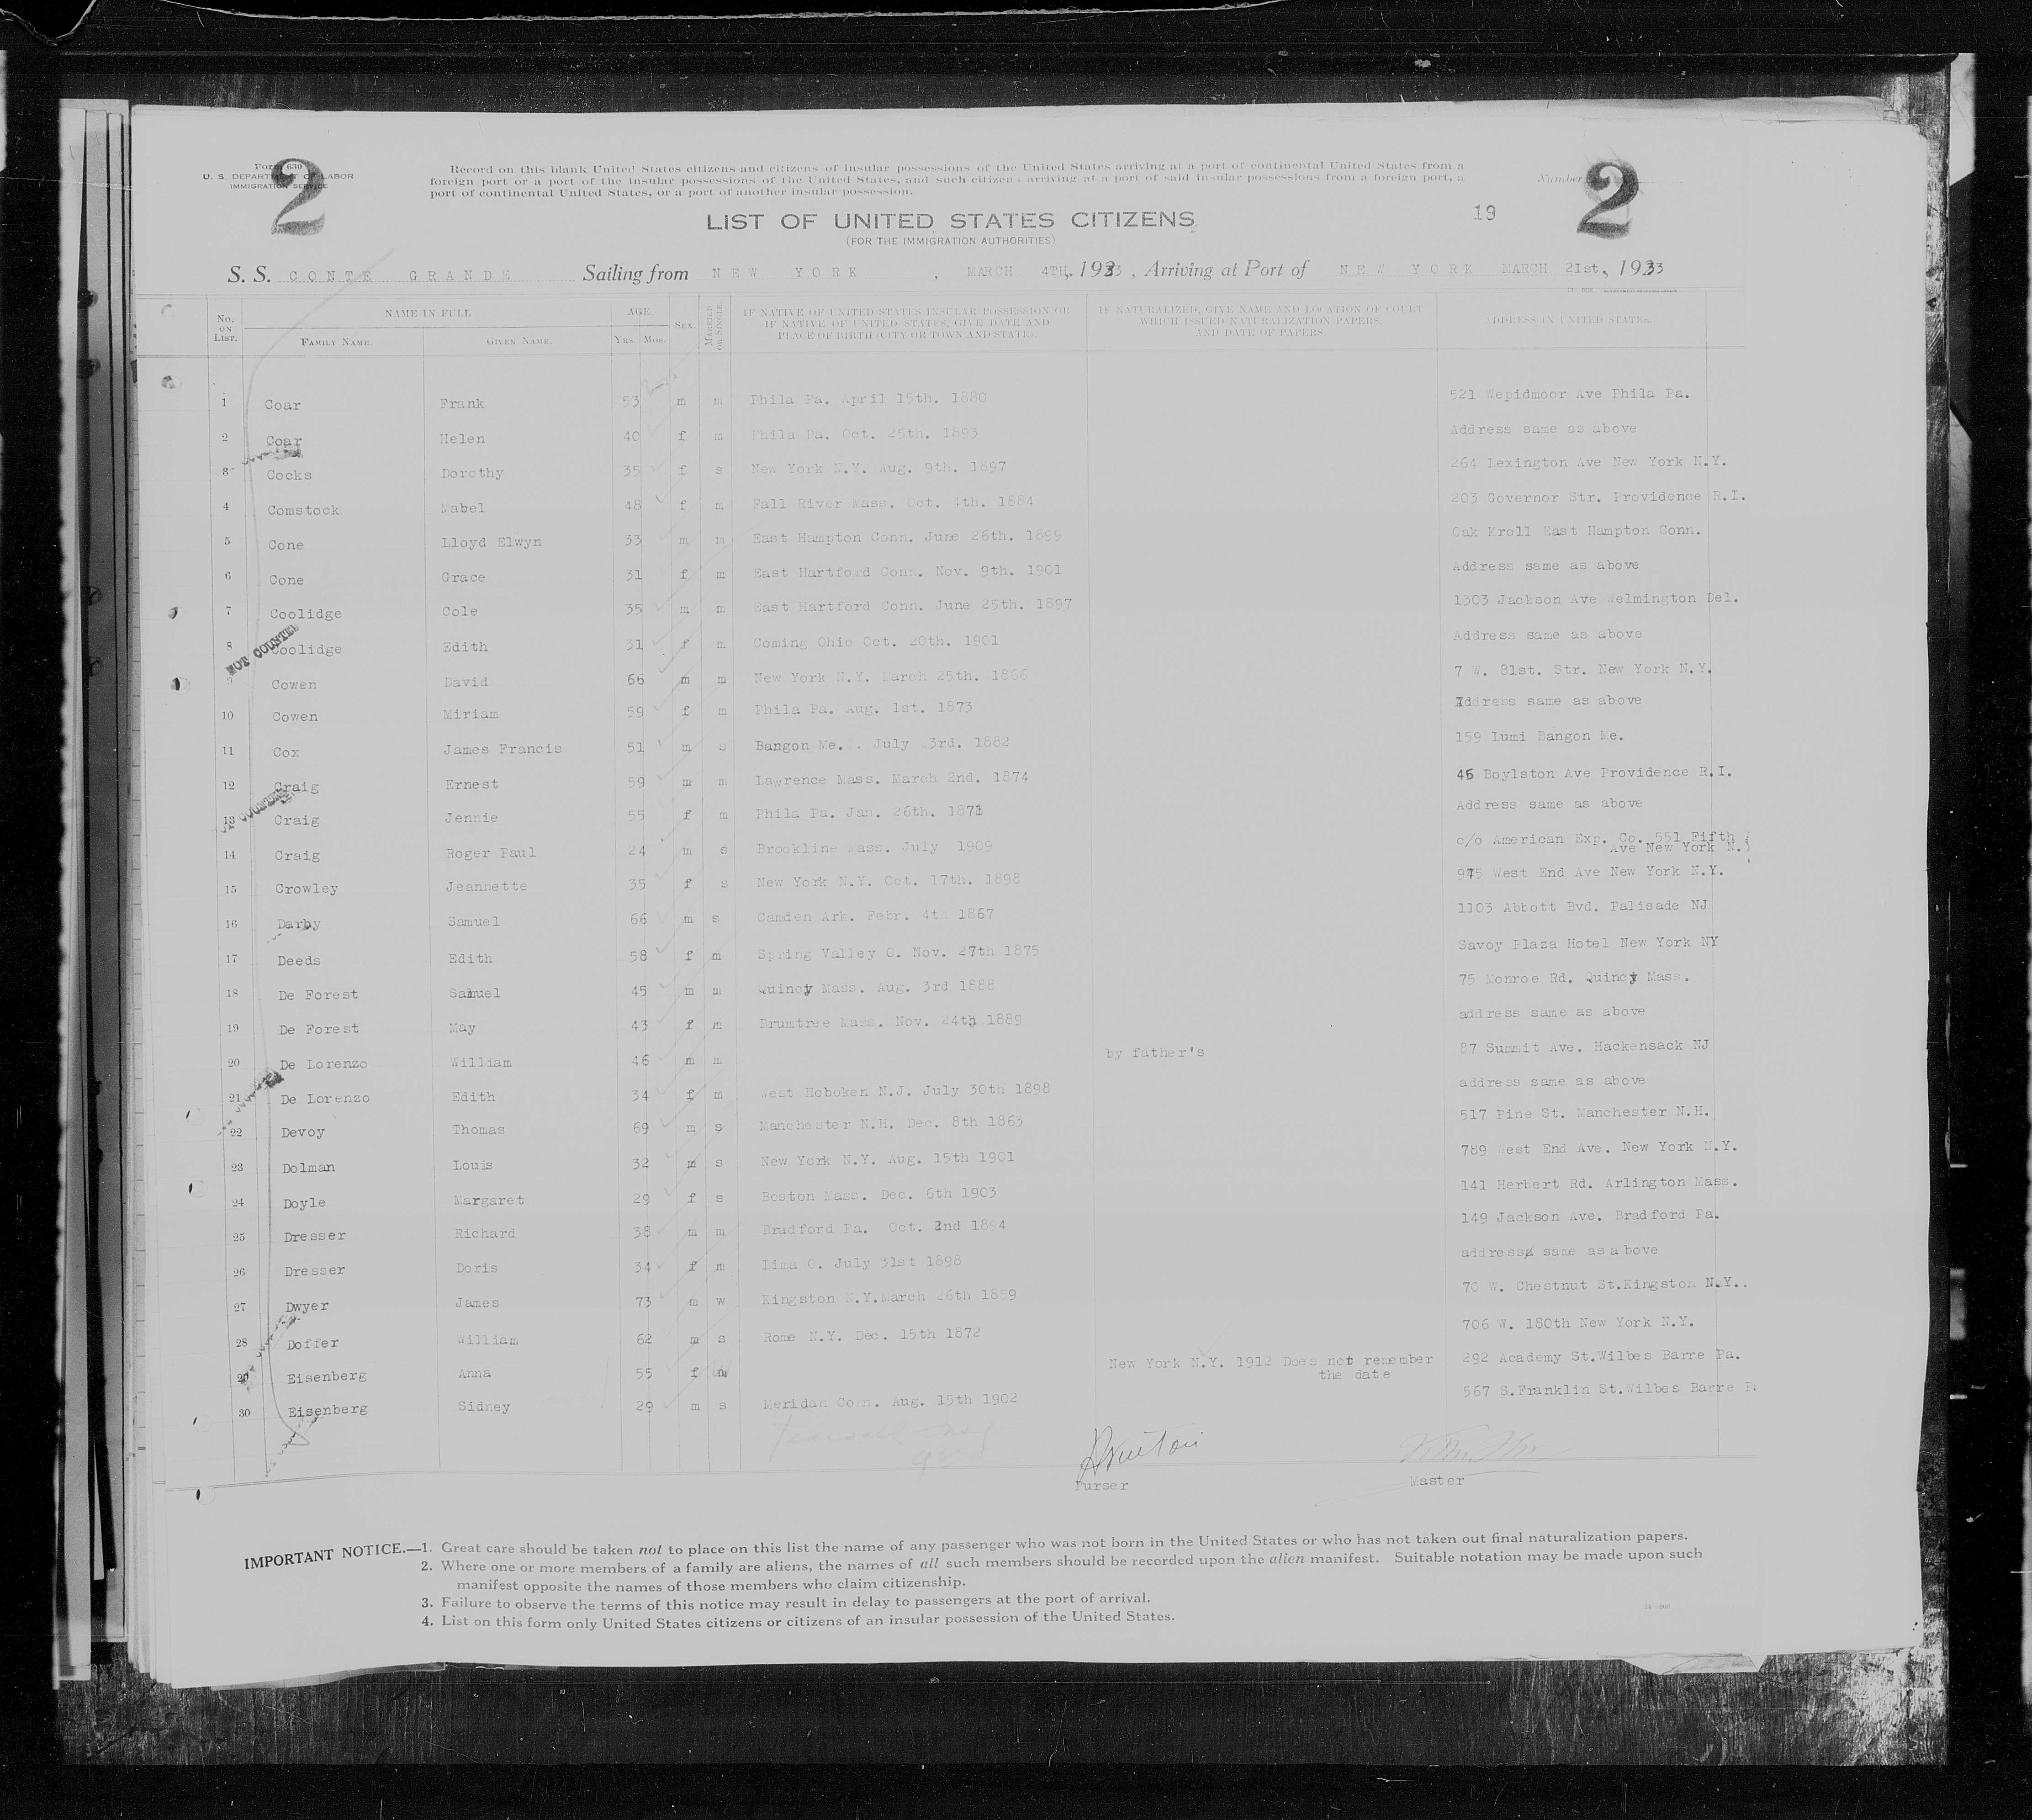 Form 630
U. S. DEPARTMENT OF LABOR
IMMIGRATION SERVICE
2
Record on this blank United States citizens and citizens of insular possessions of the United States arriving at a port of continental United States from a
foreign port or a port of the insular possessions of the United States, and such citizens arriving at a port of said insular possessions from a foreign port, a
port of continental United States, or a port of another insular possession.
Number 2
LIST OF UNITED STATES CITIZENS
(FOR THE IMMIGRATION AUTHORITIES)
19
S. S. CONTE GRANDE Sailing from NEW YORK , MARCH 4TH. 1933 , Arriving at Port of NEW YORK MARCH 21st, 1933
No. ON LIST. NAME IN FULL AGE. SEX. MARRIED OR SINGLE. IF NATIVE OF UNITED STATES INSULAR POSSESSION OR IF NATIVE OF UNITED STATES, GIVE DATE AND PLACE OF BIRTH (CITY OR TOWN AND STATE). IF NATURALIZED, GIVE NAME AND LOCATION OF COURT WHICH ISSUED NATURALIZATION PAPERS, AND DATE OF PAPERS. ADDRESS IN UNITED STATES.
FAMILY NAME. GIVEN NAME. YRS. MOS.
1 Coar Frank 53 m m Phila Pa. April 15th. 1880 521 Wepidmoor Ave Phila Pa.
2 Coar Helen 40 f m Phila Pa. Oct. 25th. 1893 Address same as above
3 Cocks Dorothy 35 f s New York N.Y. Aug. 9th. 1897 264 Lexington Ave New York N.Y.
4 Comstock Mabel 48 f m Fall River Mass. Oct. 4th. 1884 203 Governor Str. Providence R.I.
5 Cone Lloyd Elwyn 33 m m East Hampton Conn. June 26th. 1899 Oak Kroll East Hampton Conn.
6 Cone Grace 31 f m East Hartford Conn. Nov. 9th. 1901 Address same as above
7 Coolidge Cole 35 m m East Hartford Conn. June 25th. 1897 1303 Jackson Ave Welmington Del.
8 Coolidge Edith 31 f m Coming Ohio Oct. 20th. 1901 Address same as above
NOT COUNTED
9 Cowen David 66 m m New York N.Y. March 25th. 1866 7 W. 81st. Str. New York N.Y.
10 Cowen Miriam 59 f m Phila Pa. Aug. 1st. 1873 Address same as above
11 Cox James Francis 51 m s Bangon Me. July 23rd. 1882 159 Lumi Bangon Me.
12 Craig Ernest 59 m m Lawrence Mass. March 2nd. 1874 46 Boylston Ave Providence R.I.
13 Craig Jennie 55 f m Phila Pa. Jan. 26th. 1871 Address same as above
14 Craig Roger Paul 24 m s Brookline Mass. July 1909 c/o American Exp. Co. 551 Fifth
Ave New York N.
15 Crowley Jeannette 35 f s New York N.Y. Oct. 17th. 1898 975 West End Ave New York N.Y.
16 Darby Samuel 66 m s Camden Ark. Febr. 4th 1867 1103 Abbott Bvd. Palisade NJ
17 Deeds Edith 58 f m Spring Valley O. Nov. 27th 1875 Savoy Plaza Hotel New York NY
18 De Forest Samuel 45 m m Quincy Mass. Aug. 3rd 1888 75 Monroe Rd. Quincy Mass.
19 De Forest May 43 f m Brumtree Mass. Nov. 24th 1889 address same as above
20 De Lorenzo William 46 m m by father's 87 Summit Ave. Hackensack NJ
21 De Lorenzo Edith 34 f m West Hoboken N.J. July 30th 1898 address same as above
22 Devoy Thomas 69 m s Manchester N.H. Dec. 8th 1863 517 Pine St. Manchester N.H.
23 Dolman Louis 32 m s New York N.Y. Aug. 15th 1901 789 West End Ave. New York N.Y.
24 Doyle Margaret 29 f s Boston Mass. Dec. 6th 1903 141 Herbert Rd. Arlington Mass.
25 Dresser Richard 38 m m Bradford Pa. Oct. 2nd 1894 149 Jackson Ave. Bradford Pa.
26 Dresser Doris 34 f m Lima O. July 31st 1898 address same as above
27 Dwyer James 73 m w Kingston N.Y. March 26th 1859 70 W. Chestnut St. Kingston N.Y.
28 Doffer William 62 m s Rome N.Y. Dec. 15th 1872 706 W. 180th New York N.Y.
29 Eisenberg Anna 55 f m New York N.Y. 1912 Does not remember 292 Academy St. Wilbes Barre Pa.
the date
30 Eisenberg Sidney 29 m s Meridan Conn. Aug. 15th 1902 567 S. Franklin St. Wilbes Barre
Purser
Master
IMPORTANT NOTICE.—1. Great care should be taken not to place on this list the name of any passenger who was not born in the United States or who has not taken out final naturalization papers.
2. Where one or more members of a family are aliens, the names of all such members should be recorded upon the alien manifest. Suitable notation may be made upon such
manifest opposite the names of those members who claim citizenship.
3. Failure to observe the terms of this notice may result in delay to passengers at the port of arrival.
4. List on this form only United States citizens or citizens of an insular possession of the United States.